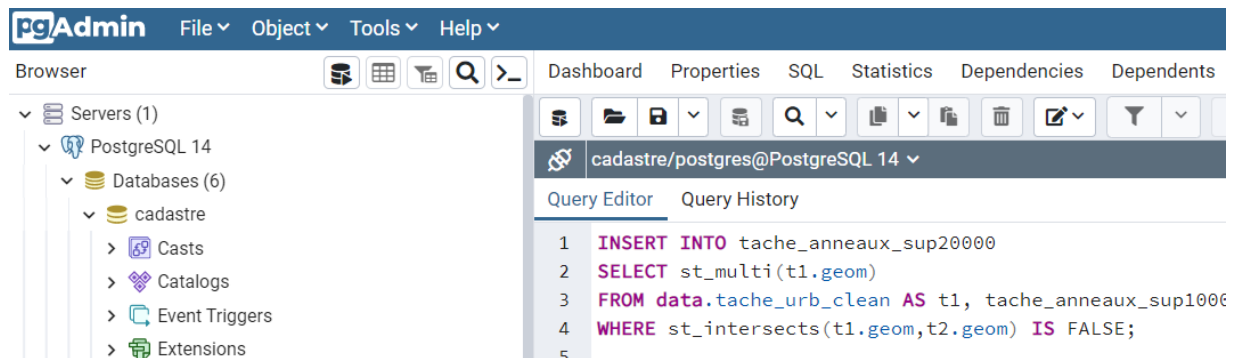 pgAdmin File Object Tools Help
Browser
Servers (1)
PostgreSQL 14
Databases (6)
cadastre
Casts
Catalogs
Event Triggers
Extensions
Dashboard Properties SQL Statistics Dependencies Dependents
cadastre/postgres@PostgreSQL 14
Query Editor Query History
1 INSERT INTO tache_anneaux_sup20000
2 SELECT st_multi(t1.geom)
3 FROM data.tache_urb_clean AS t1, tache_anneaux_sup1000
4 WHERE st_intersects(t1.geom,t2.geom) IS FALSE;
5